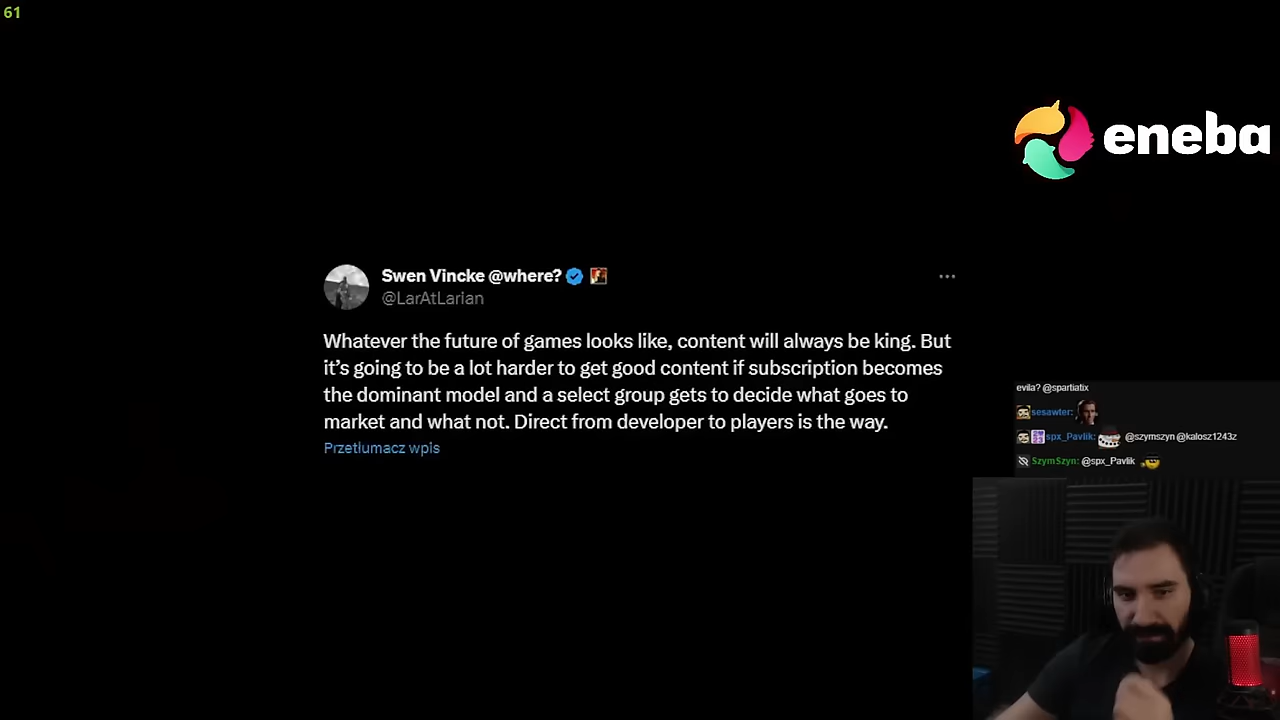 61
eneba
Swen Vincke @where?
@LarAtLarian
Whatever the future of games looks like, content will always be king. But
it’s going to be a lot harder to get good content if subscription becomes
the dominant model and a select group gets to decide what goes to
market and what not. Direct from developer to players is the way.
Przetłumacz wpis
evila? @spartiatix
sesawter:
spx_Pavlik: @szymszyn @kalosz1243z
SzymSzyn: @spx_Pavlik